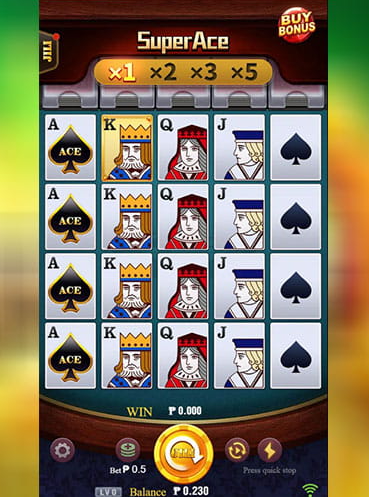 JILI
SuperAce
BUY
BONUS
×1 ×2 ×3 ×5
A K Q J
ACE
A K Q J
ACE
A K Q J
ACE
A K Q J
ACE
WIN ₱ 0.000
Bet ₱ 0.5
Press quick stop
LV 0 Balance ₱ 0.230